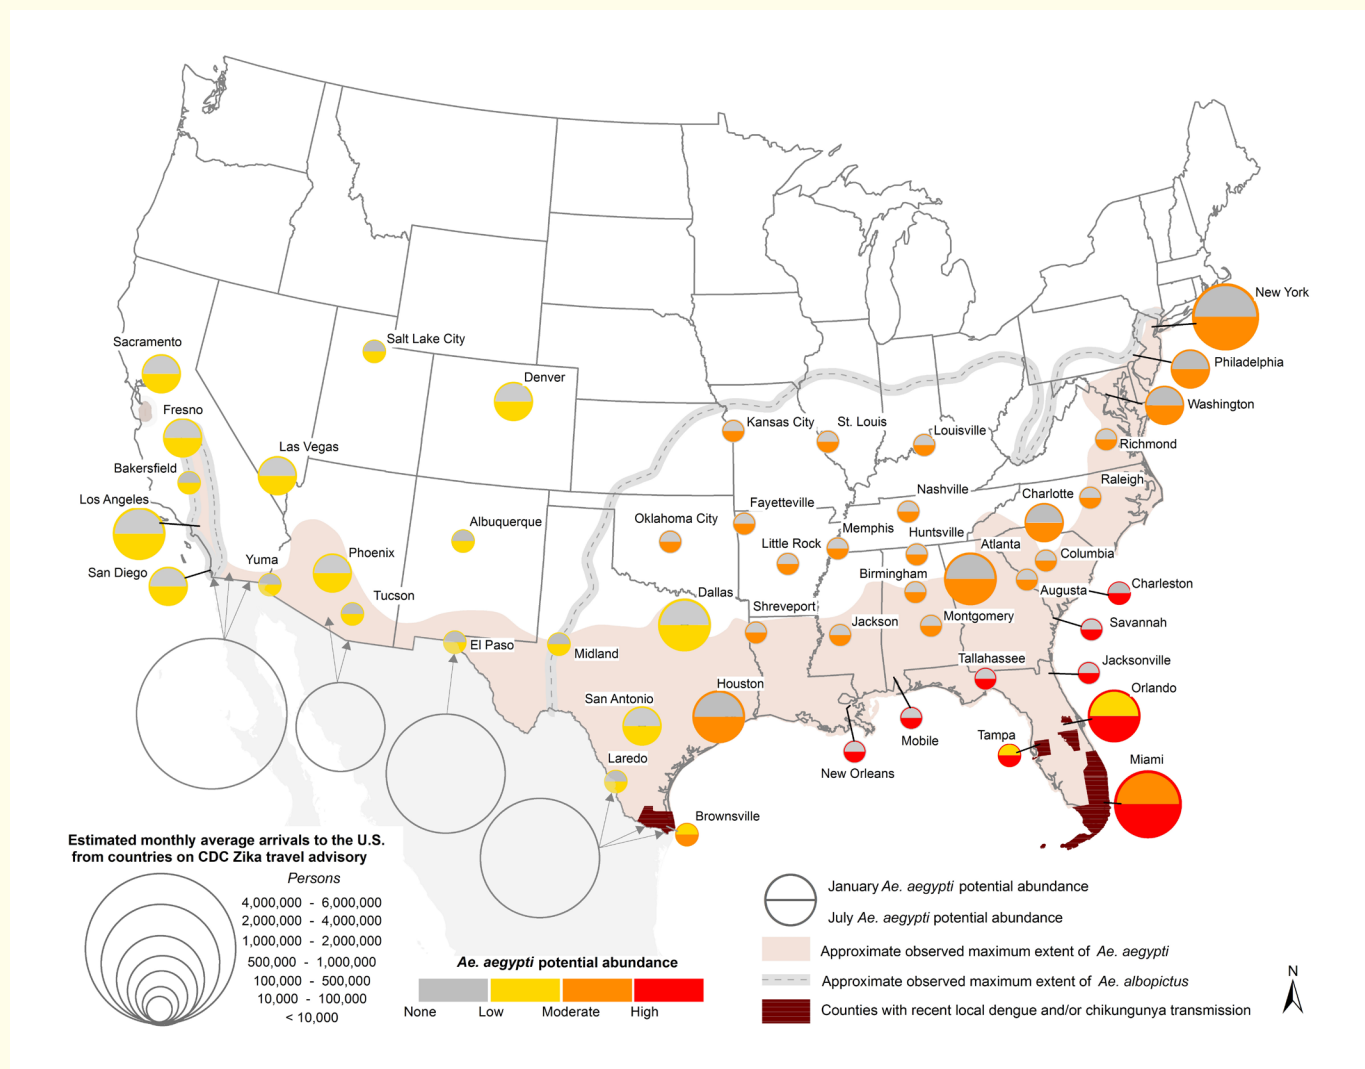 New York
Sacramento
Salt Lake City
Philadelphia
Denver
Washington
Fresno
Kansas City
St. Louis
Louisville
Richmond
Las Vegas
Bakersfield
Raleigh
Nashville
Charlotte
Los Angeles
Fayetteville
Albuquerque
Oklahoma City
Memphis
Huntsville
Little Rock
Atlanta
Columbia
Phoenix
Yuma
San Diego
Birmingham
Charleston
Augusta
Tucson
Dallas
Shreveport
Jackson
Montgomery
Savannah
El Paso
Midland
Tallahassee
Jacksonville
Houston
Orlando
San Antonio
Tampa
Mobile
New Orleans
Laredo
Miami
Brownsville
Estimated monthly average arrivals to the U.S.
from countries on CDC Zika travel advisory
Persons
4,000,000 - 6,000,000
2,000,000 - 4,000,000
1,000,000 - 2,000,000
500,000 - 1,000,000
100,000 - 500,000
10,000 - 100,000
< 10,000
Ae. aegypti potential abundance
None Low Moderate High
January Ae. aegypti potential abundance
July Ae. aegypti potential abundance
Approximate observed maximum extent of Ae. aegypti
Approximate observed maximum extent of Ae. albopictus
Counties with recent local dengue and/or chikungunya transmission
N